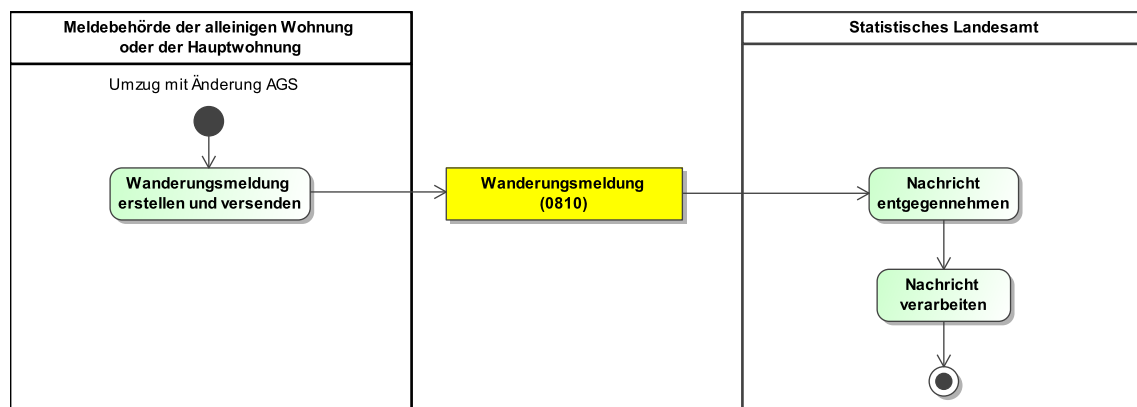 Meldebehörde der alleinigen Wohnung
oder der Hauptwohnung
Statistisches Landesamt
Umzug mit Änderung AGS
Wanderungsmeldung
erstellen und versenden
Wanderungsmeldung
(0810)
Nachricht
entgegennehmen
Nachricht
verarbeiten